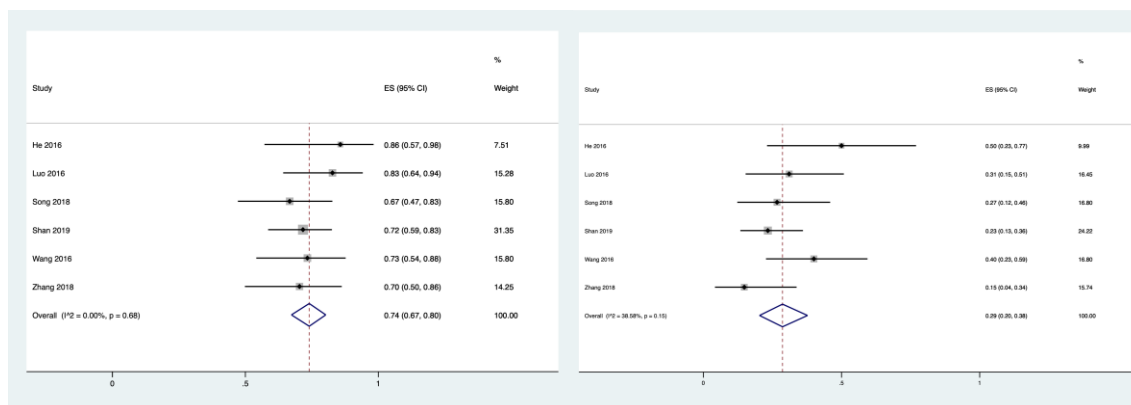 %
Study ES (95% CI) Weight
He 2016 0.86 (0.57, 0.98) 7.51
Luo 2016 0.83 (0.64, 0.94) 15.28
Song 2018 0.67 (0.47, 0.83) 15.80
Shan 2019 0.72 (0.59, 0.83) 31.35
Wang 2016 0.73 (0.54, 0.88) 15.80
Zhang 2018 0.70 (0.50, 0.86) 14.25
Overall (I^2 = 0.00%, p = 0.68) 0.74 (0.67, 0.80) 100.00
0 .5 1
%
Study ES (95% CI) Weight
He 2016 0.50 (0.23, 0.77) 9.99
Luo 2016 0.31 (0.15, 0.51) 16.45
Song 2018 0.27 (0.12, 0.46) 16.80
Shan 2019 0.23 (0.13, 0.36) 24.22
Wang 2016 0.40 (0.23, 0.59) 16.80
Zhang 2018 0.15 (0.04, 0.34) 15.74
Overall (I^2 = 38.58%, p = 0.15) 0.29 (0.20, 0.38) 100.00
0 .5 1